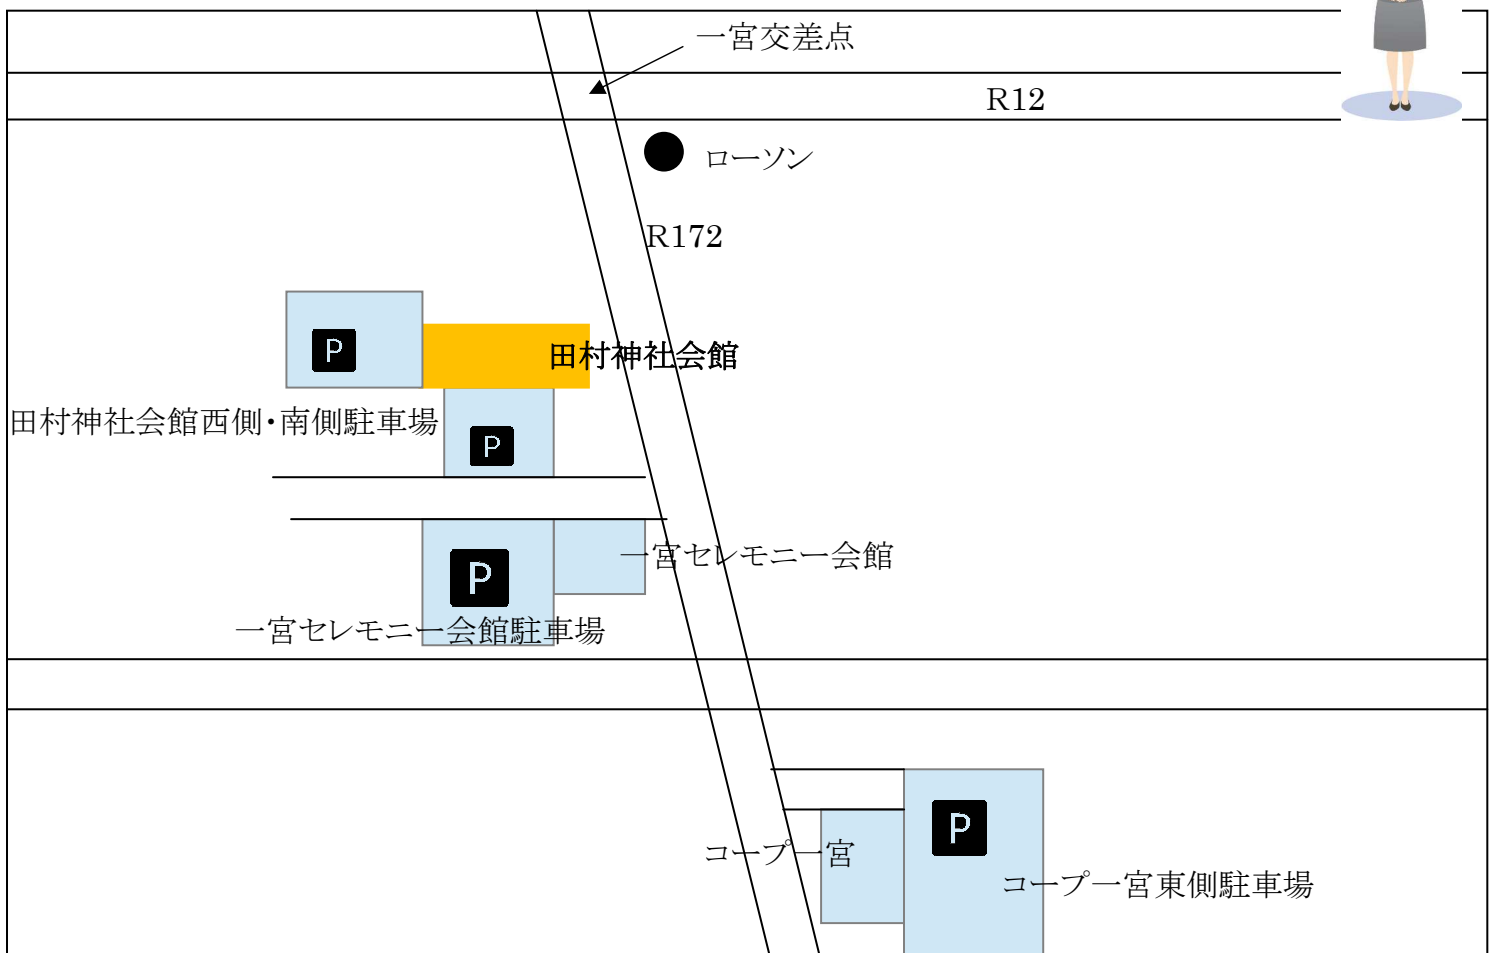 一宮交差点
R12
ローソン
R172
P
田村神社会館
田村神社会館西側・南側駐車場
P
一宮セレモニー会館
P
一宮セレモニー会館駐車場
P
コープ一宮
コープ一宮東側駐車場